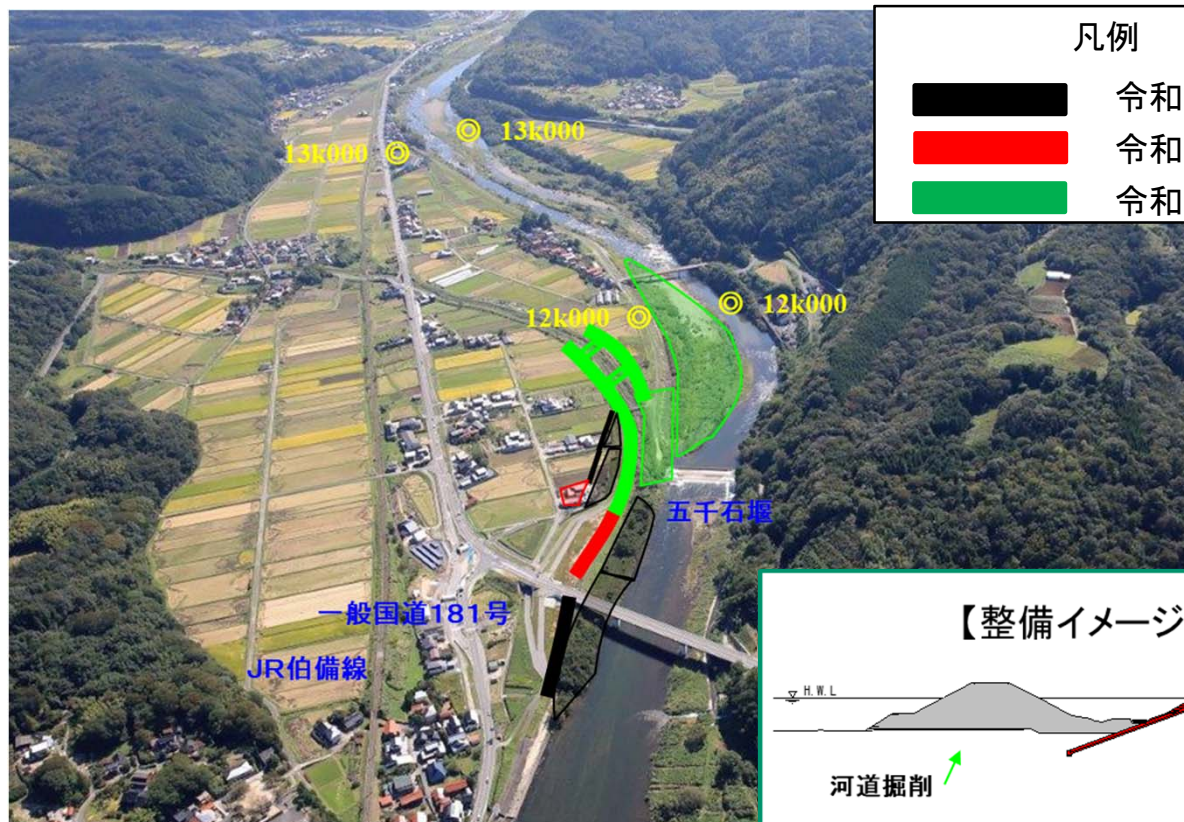 凡例
令和
令和
令和
13k000
13k000
12k000
12k000
五千石堰
一般国道181号
JR伯備線
【整備イメージ
H.W.L
河道掘削